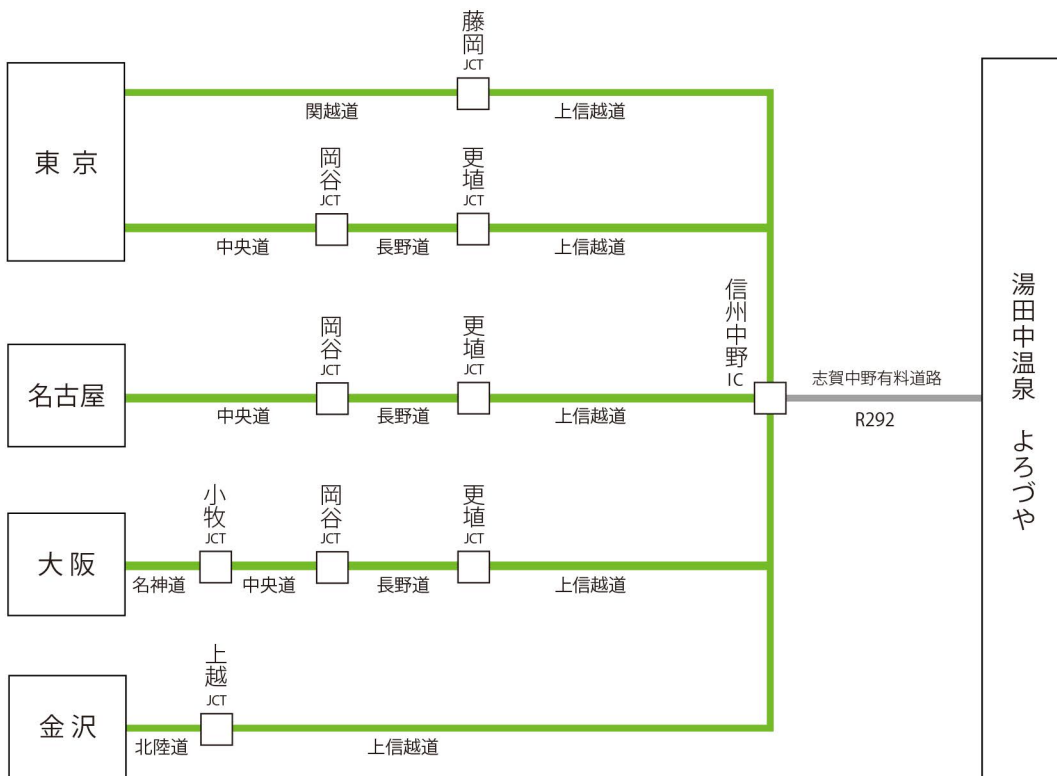 東京
藤岡
JCT
関越道
上信越道
岡谷
JCT
更埴
JCT
中央道
長野道
上信越道
名古屋
岡谷
JCT
更埴
JCT
中央道
長野道
上信越道
大阪
小牧
JCT
岡谷
JCT
更埴
JCT
名神道
中央道
長野道
上信越道
金沢
上越
JCT
北陸道
上信越道
信州中野
IC
志賀中野有料道路
R292
湯田中温泉 よろづや